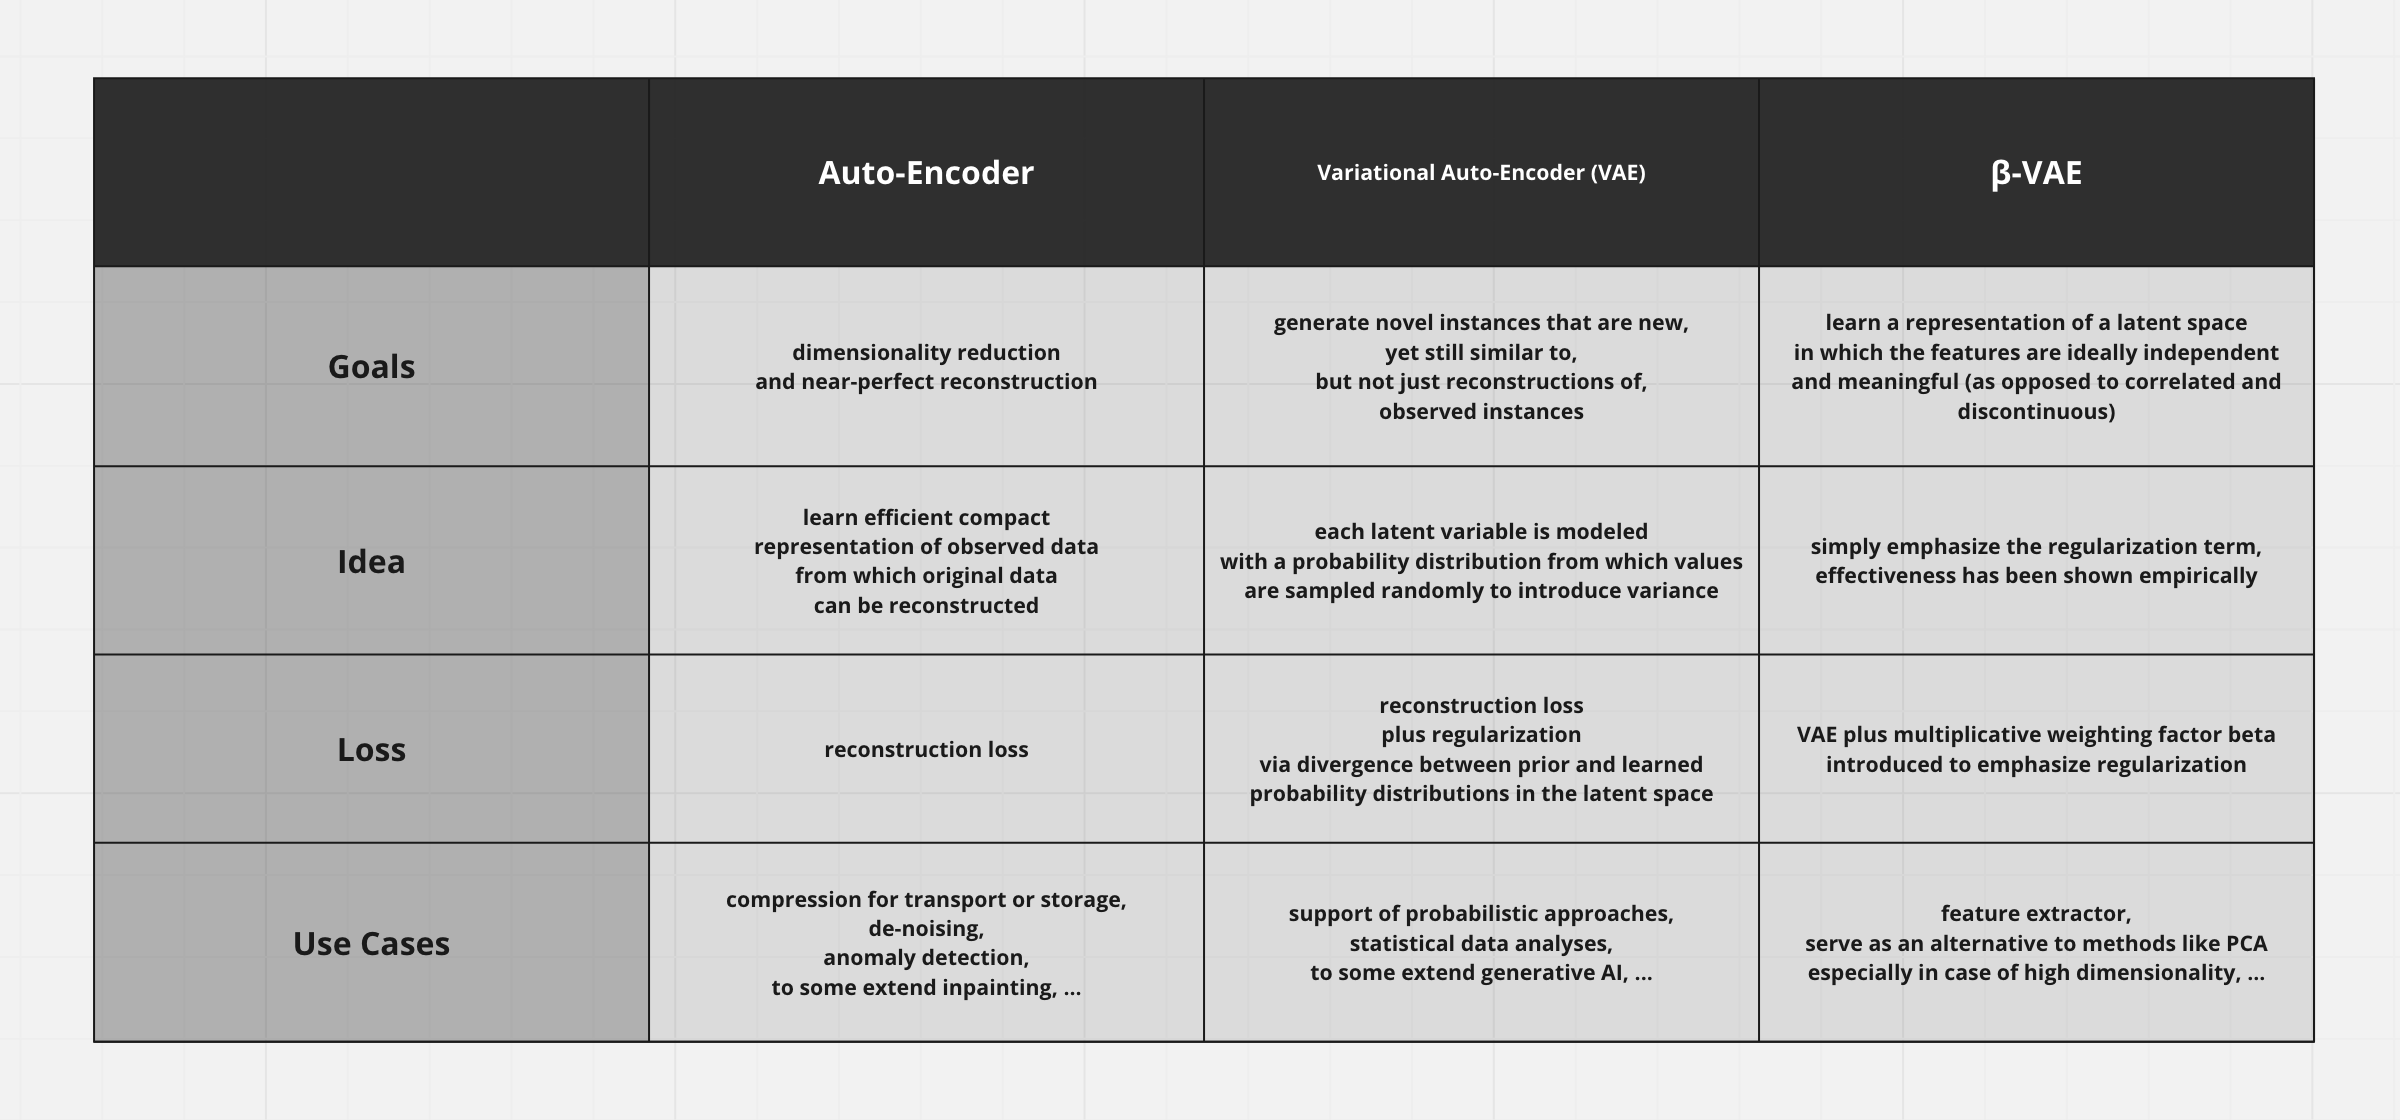 Auto-Encoder
Variational Auto-Encoder (VAE)
β-VAE
Goals
dimensionality reduction
and near-perfect reconstruction
generate novel instances that are new,
yet still similar to,
but not just reconstructions of,
observed instances
learn a representation of a latent space
in which the features are ideally independent
and meaningful (as opposed to correlated and
discontinuous)
Idea
learn efficient compact
representation of observed data
from which original data
can be reconstructed
each latent variable is modeled
with a probability distribution from which values
are sampled randomly to introduce variance
simply emphasize the regularization term,
effectiveness has been shown empirically
Loss
reconstruction loss
reconstruction loss
plus regularization
via divergence between prior and learned
probability distributions in the latent space
VAE plus multiplicative weighting factor beta
introduced to emphasize regularization
Use Cases
compression for transport or storage,
de-noising,
anomaly detection,
to some extend inpainting, ...
support of probabilistic approaches,
statistical data analyses,
to some extend generative AI, ...
feature extractor,
serve as an alternative to methods like PCA
especially in case of high dimensionality, ...